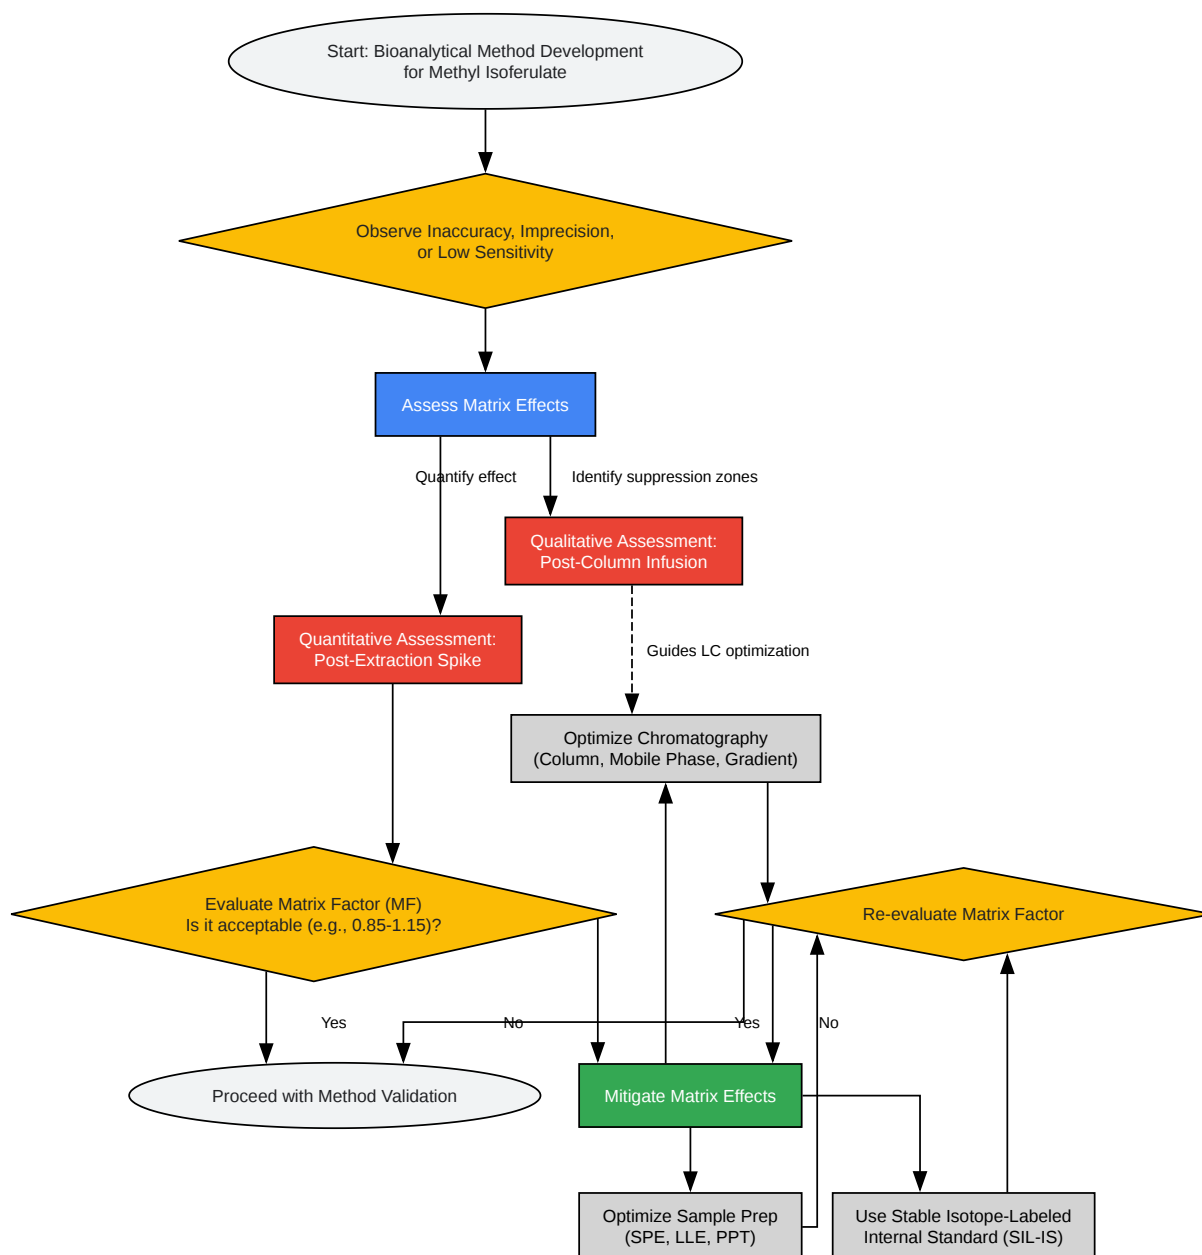 Start: Bioanalytical Method Development
for Methyl Isoferulate
Observe Inaccuracy, Imprecision,
or Low Sensitivity
Assess Matrix Effects
Quantify effect
Identify suppression zones
Qualitative Assessment:
Post-Column Infusion
Quantitative Assessment:
Post-Extraction Spike
Guides LC optimization
Optimize Chromatography
(Column, Mobile Phase, Gradient)
Evaluate Matrix Factor (MF)
Is it acceptable (e.g., 0.85-1.15)?
Re-evaluate Matrix Factor
Yes
No
Yes
No
Proceed with Method Validation
Mitigate Matrix Effects
Optimize Sample Prep
(SPE, LLE, PPT)
Use Stable Isotope-Labeled
Internal Standard (SIL-IS)